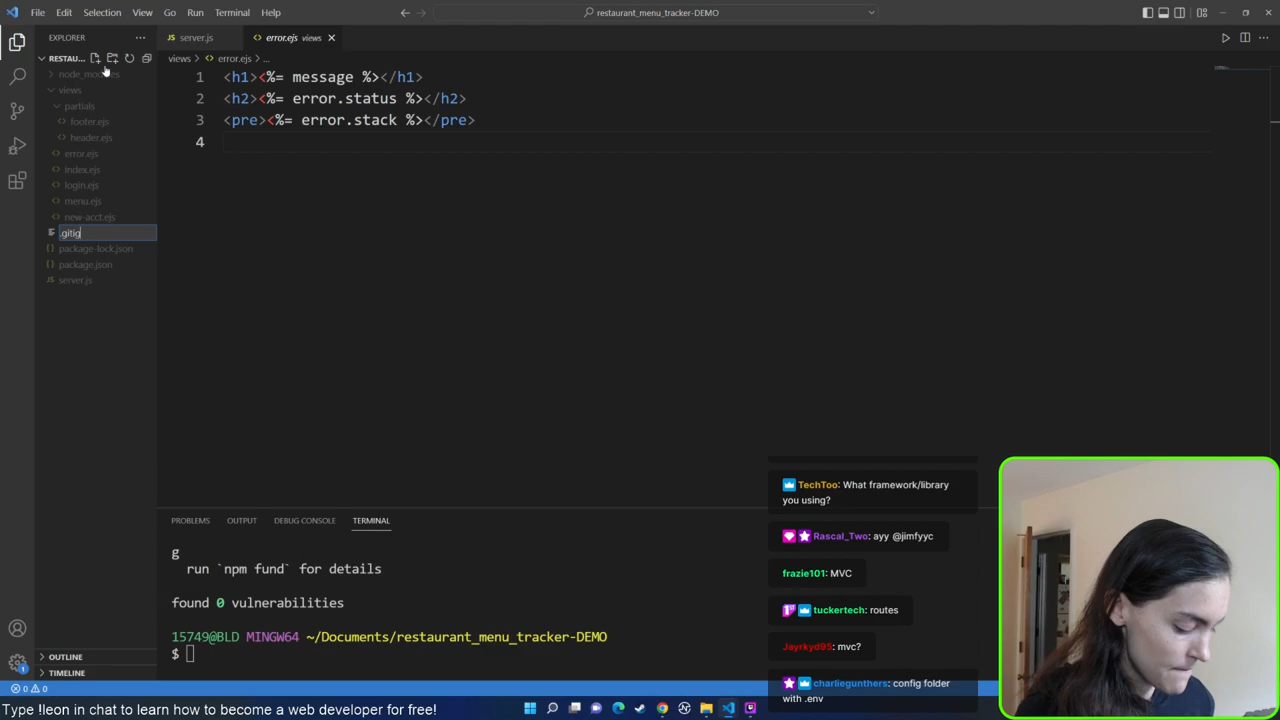 File Edit Selection View Go Run Terminal Help
restaurant_menu_tracker-DEMO
EXPLORER
RESTAU...
node_modules
views
partials
footer.ejs
header.ejs
error.ejs
index.ejs
login.ejs
menu.ejs
new-acct.ejs
.gitig
package-lock.json
package.json
server.js
OUTLINE
TIMELINE
server.js error.ejs views
views > error.ejs > ...
1 <h1><%= message %></h1>
2 <h2><%= error.status %></h2>
3 <pre><%= error.stack %></pre>
4
PROBLEMS OUTPUT DEBUG CONSOLE TERMINAL
g
run `npm fund` for details
found 0 vulnerabilities
15749@BLD MINGW64 ~/Documents/restaurant_menu_tracker-DEMO
$
TechToo: What framework/library
you using?
Rascal_Two: ayy @jimfyyc
frazie101: MVC
tuckertech: routes
Jayrkyd95: mvc?
charliegunthers: config folder
with .env
1
0 0
Type !leon in chat to learn how to become a web developer for free!